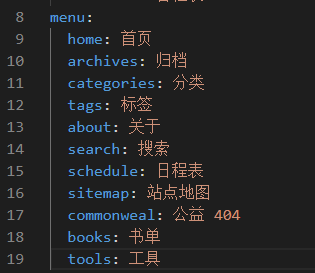 8 menu:
9 home: 首页
10 archives: 归档
11 categories: 分类
12 tags: 标签
13 about: 关于
14 search: 搜索
15 schedule: 日程表
16 sitemap: 站点地图
17 commonweal: 公益 404
18 books: 书单
19 tools: 工具